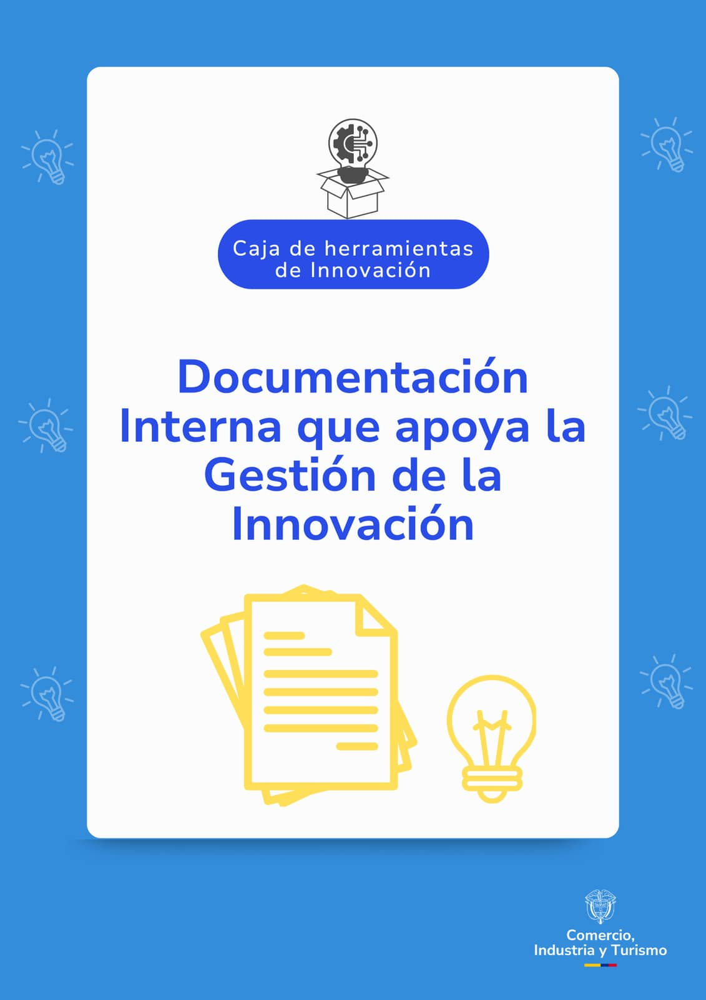 Caja de herramientas
de Innovación
Documentación
Interna que apoya la
Gestión de la
Innovación
Comercio,
Industria y Turismo